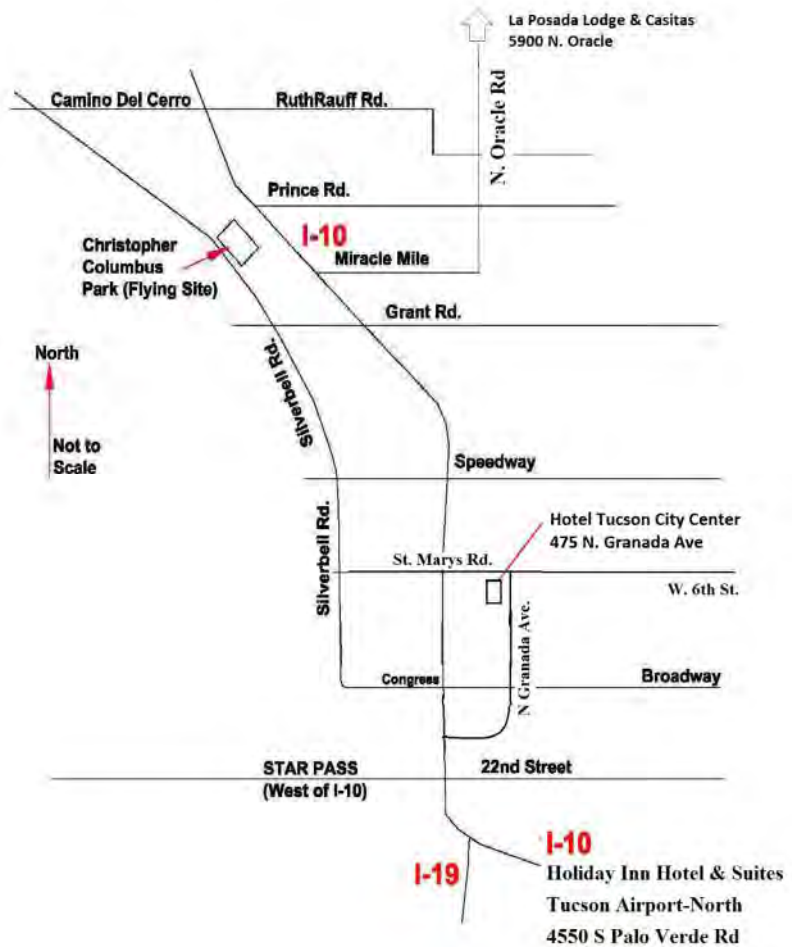 La Posada Lodge & Casitas
5900 N. Oracle
Camino Del Cerro
RuthRauff Rd.
N. Oracle Rd
Prince Rd.
I-10
Christopher
Columbus
Park (Flying Site)
Miracle Mile
Grant Rd.
North
Silverbell Rd.
Not to
Scale
Speedway
Hotel Tucson City Center
475 N. Granada Ave
Silverbell Rd.
St. Marys Rd.
W. 6th St.
N Granada Ave.
Congress
Broadway
STAR PASS
(West of I-10)
22nd Street
I-10
I-19
Holiday Inn Hotel & Suites
Tucson Airport-North
4550 S Palo Verde Rd